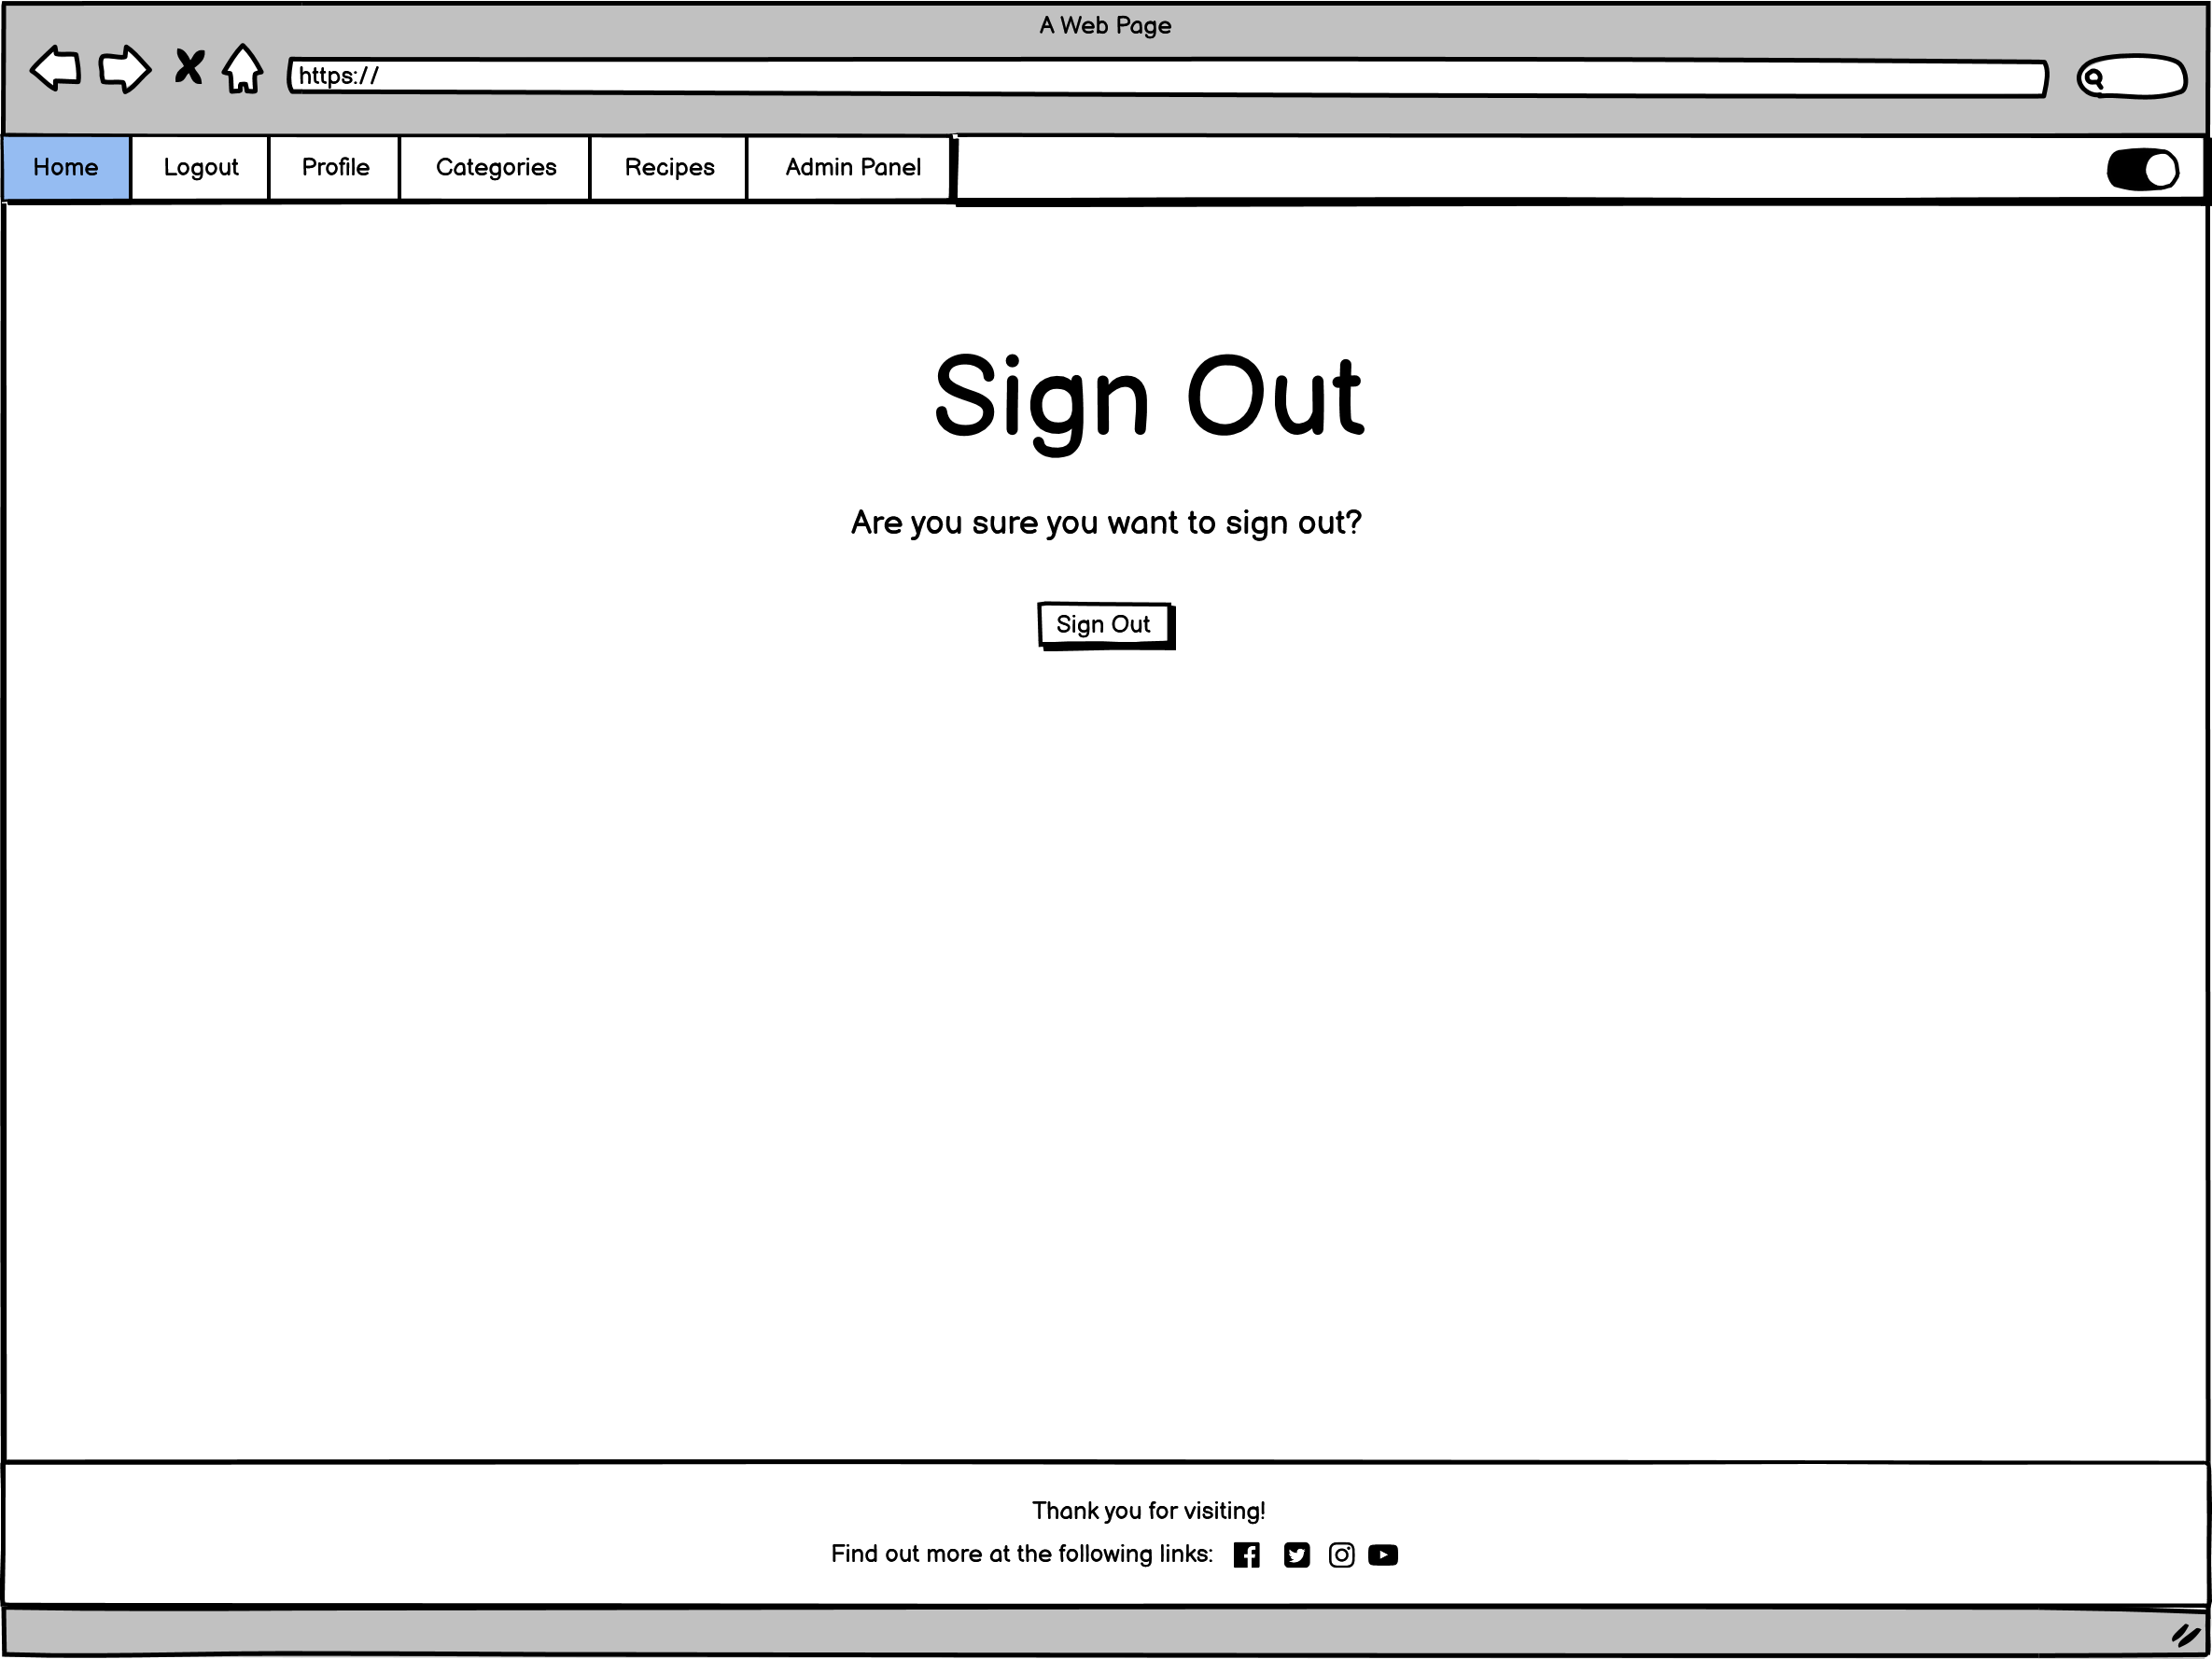 A Web Page
https://
Home Logout Profile Categories Recipes Admin Panel
Sign Out
Are you sure you want to sign out?
Sign Out
Thank you for visiting!
Find out more at the following links: